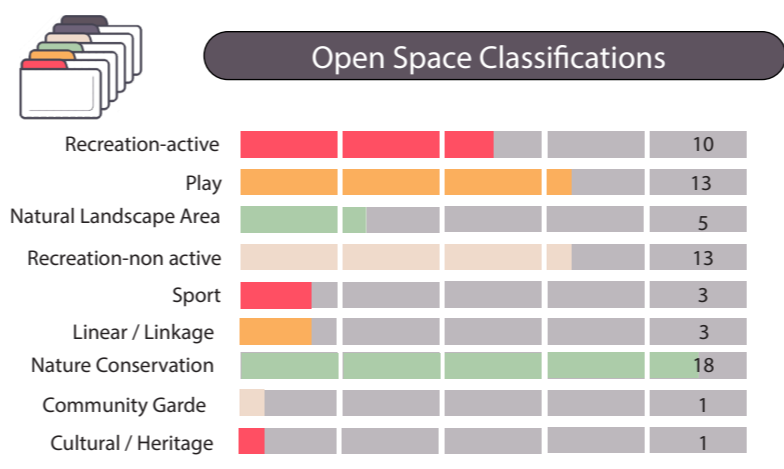 Open Space Classifications
Recreation-active 10
Play 13
Natural Landscape Area 5
Recreation-non active 13
Sport 3
Linear / Linkage 3
Nature Conservation 18
Community Garde 1
Cultural / Heritage 1